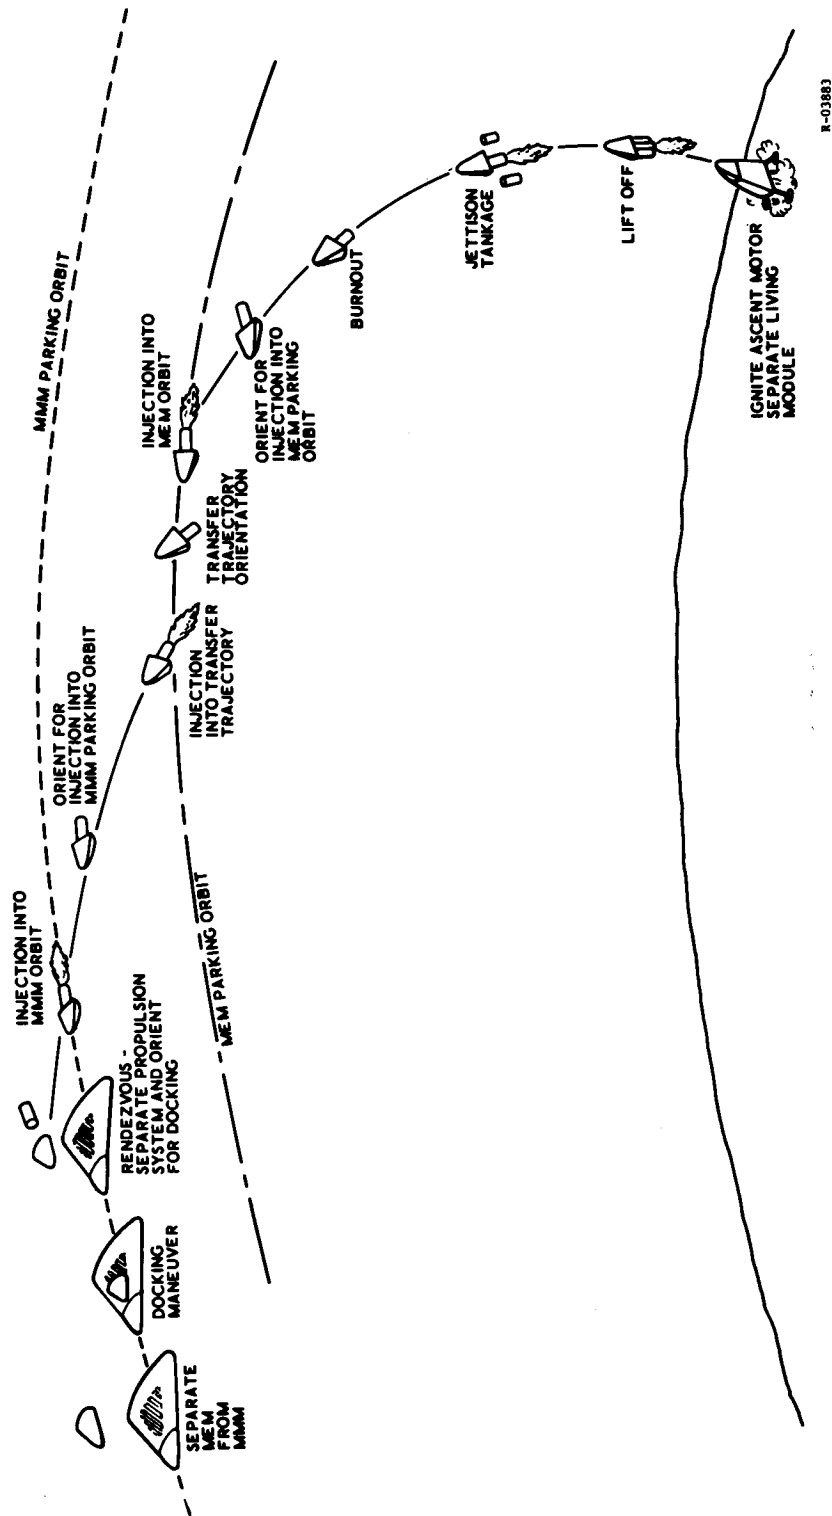 MMM PARKING ORBIT
INJECTION INTO
MEM ORBIT
ORIENT FOR
INJECTION INTO
MEM PARKING
ORBIT
BURNOUT
JETTISON
TANKAGE
LIFT OFF
IGNITE ASCENT MOTOR
SEPARATE LIVING
MODULE
TRANSFER
TRAJECTORY
ORIENTATION
INJECTION
INTO TRANSFER
TRAJECTORY
ORIENT FOR
INJECTION INTO
MMM PARKING ORBIT
INJECTION INTO
MMM ORBIT
MEM PARKING ORBIT
RENDEZVOUS -
SEPARATE PROPULSION
SYSTEM AND ORIENT
FOR DOCKING
DOCKING
MANEUVER
SEPARATE
MEM
FROM
MMM
R-03883